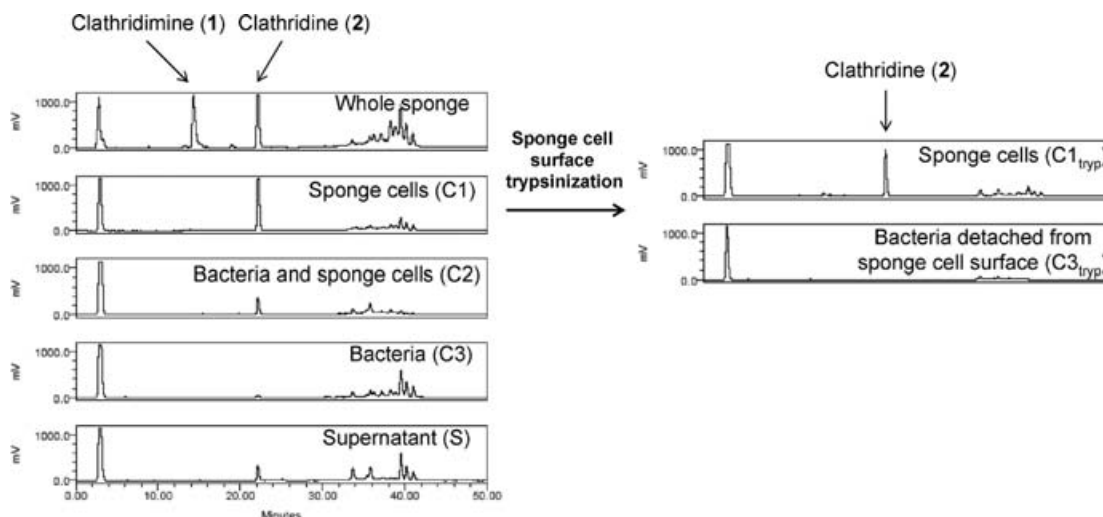 Clathridimine (1) Clathridine (2)
1000.0
mV
0.0
Whole sponge
1000.0
mV
0.0
Sponge cells (C1)
1000.0
mV
0.0
Bacteria and sponge cells (C2)
1000.0
mV
0.0
Bacteria (C3)
1000.0
mV
0.0
Supernatant (S)
0.00 10.00 20.00 30.00 40.00 50.00
Minutes
Sponge cell
surface
trypsinization
Clathridine (2)
1000.0
mV
0.0
Sponge cells (C1tryp)
1000.0
mV
0.0
Bacteria detached from
sponge cell surface (C3tryp)